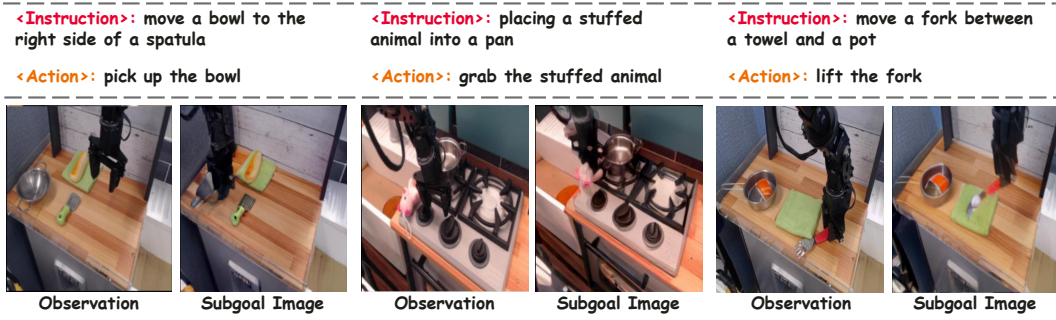 <Instruction>: move a bowl to the
right side of a spatula
<Action>: pick up the bowl
<Instruction>: placing a stuffed
animal into a pan
<Action>: grab the stuffed animal
<Instruction>: move a fork between
a towel and a pot
<Action>: lift the fork
Observation
Subgoal Image
Observation
Subgoal Image
Observation
Subgoal Image